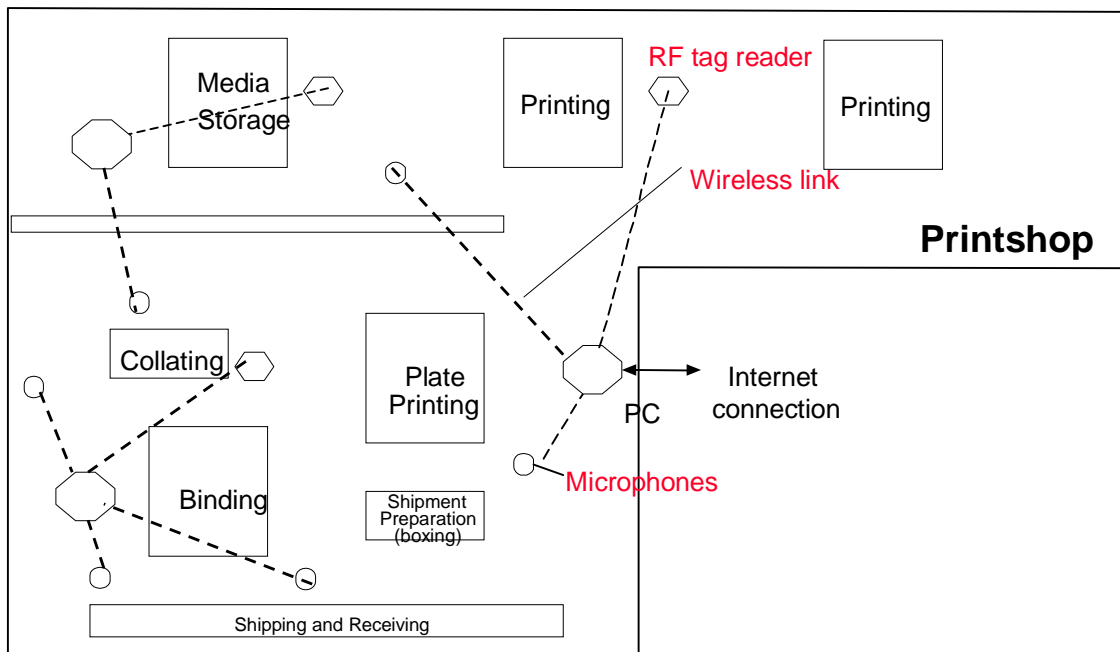 RF tag reader
Media
Storage
Printing
Printing
Wireless link
Printshop
Collating
Plate
Printing
Internet
connection
PC
Microphones
Binding
Shipment
Preparation
(boxing)
Shipping and Receiving